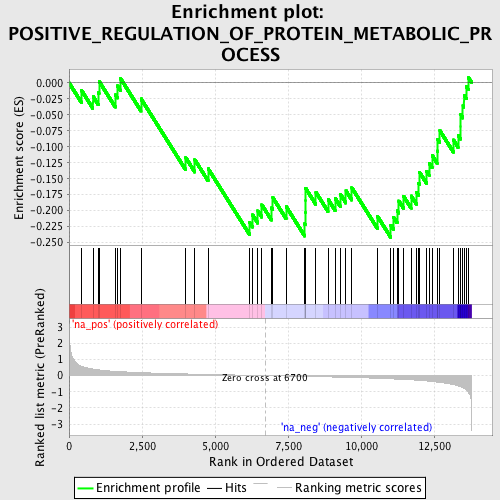 Enrichment plot:
POSITIVE_REGULATION_OF_PROTEIN_METABOLIC_PR
OCESS
Enrichment score (ES)
0.000
-0.025
-0.050
-0.075
-0.100
-0.125
-0.150
-0.175
-0.200
-0.225
-0.250
'na_pos' (positively correlated)
Ranked list metric (PreRanked)
3
2
1
0
-1
-2
-3
Zero cross at 6700
'na_neg' (negatively correlated)
0 2,500 5,000 7,500 10,000 12,500
Rank in Ordered Dataset
Enrichment profile Hits Ranking metric scores